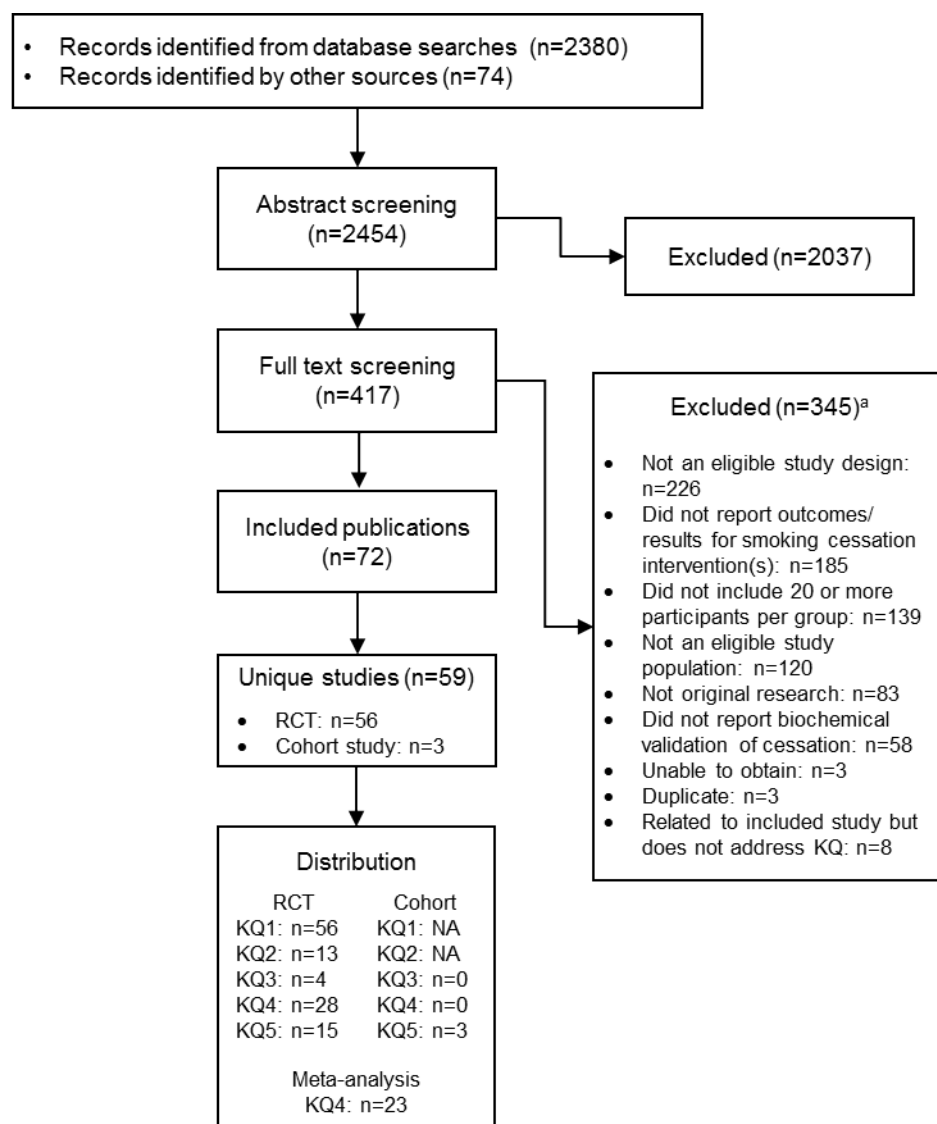 • Records identified from database searches (n=2380)
• Records identified by other sources (n=74)
Abstract screening
(n=2454)
Excluded (n=2037)
Full text screening
(n=417)
Excluded (n=345)ᵃ
• Not an eligible study design:
n=226
• Did not report outcomes/
results for smoking cessation
intervention(s): n=185
• Did not include 20 or more
participants per group: n=139
• Not an eligible study
population: n=120
• Not original research: n=83
• Did not report biochemical
validation of cessation: n=58
• Unable to obtain: n=3
• Duplicate: n=3
• Related to included study but
does not address KQ: n=8
Included publications
(n=72)
Unique studies (n=59)
• RCT: n=56
• Cohort study: n=3
Distribution
RCT Cohort
KQ1: n=56 KQ1: NA
KQ2: n=13 KQ2: NA
KQ3: n=4 KQ3: n=0
KQ4: n=28 KQ4: n=0
KQ5: n=15 KQ5: n=3
Meta-analysis
KQ4: n=23